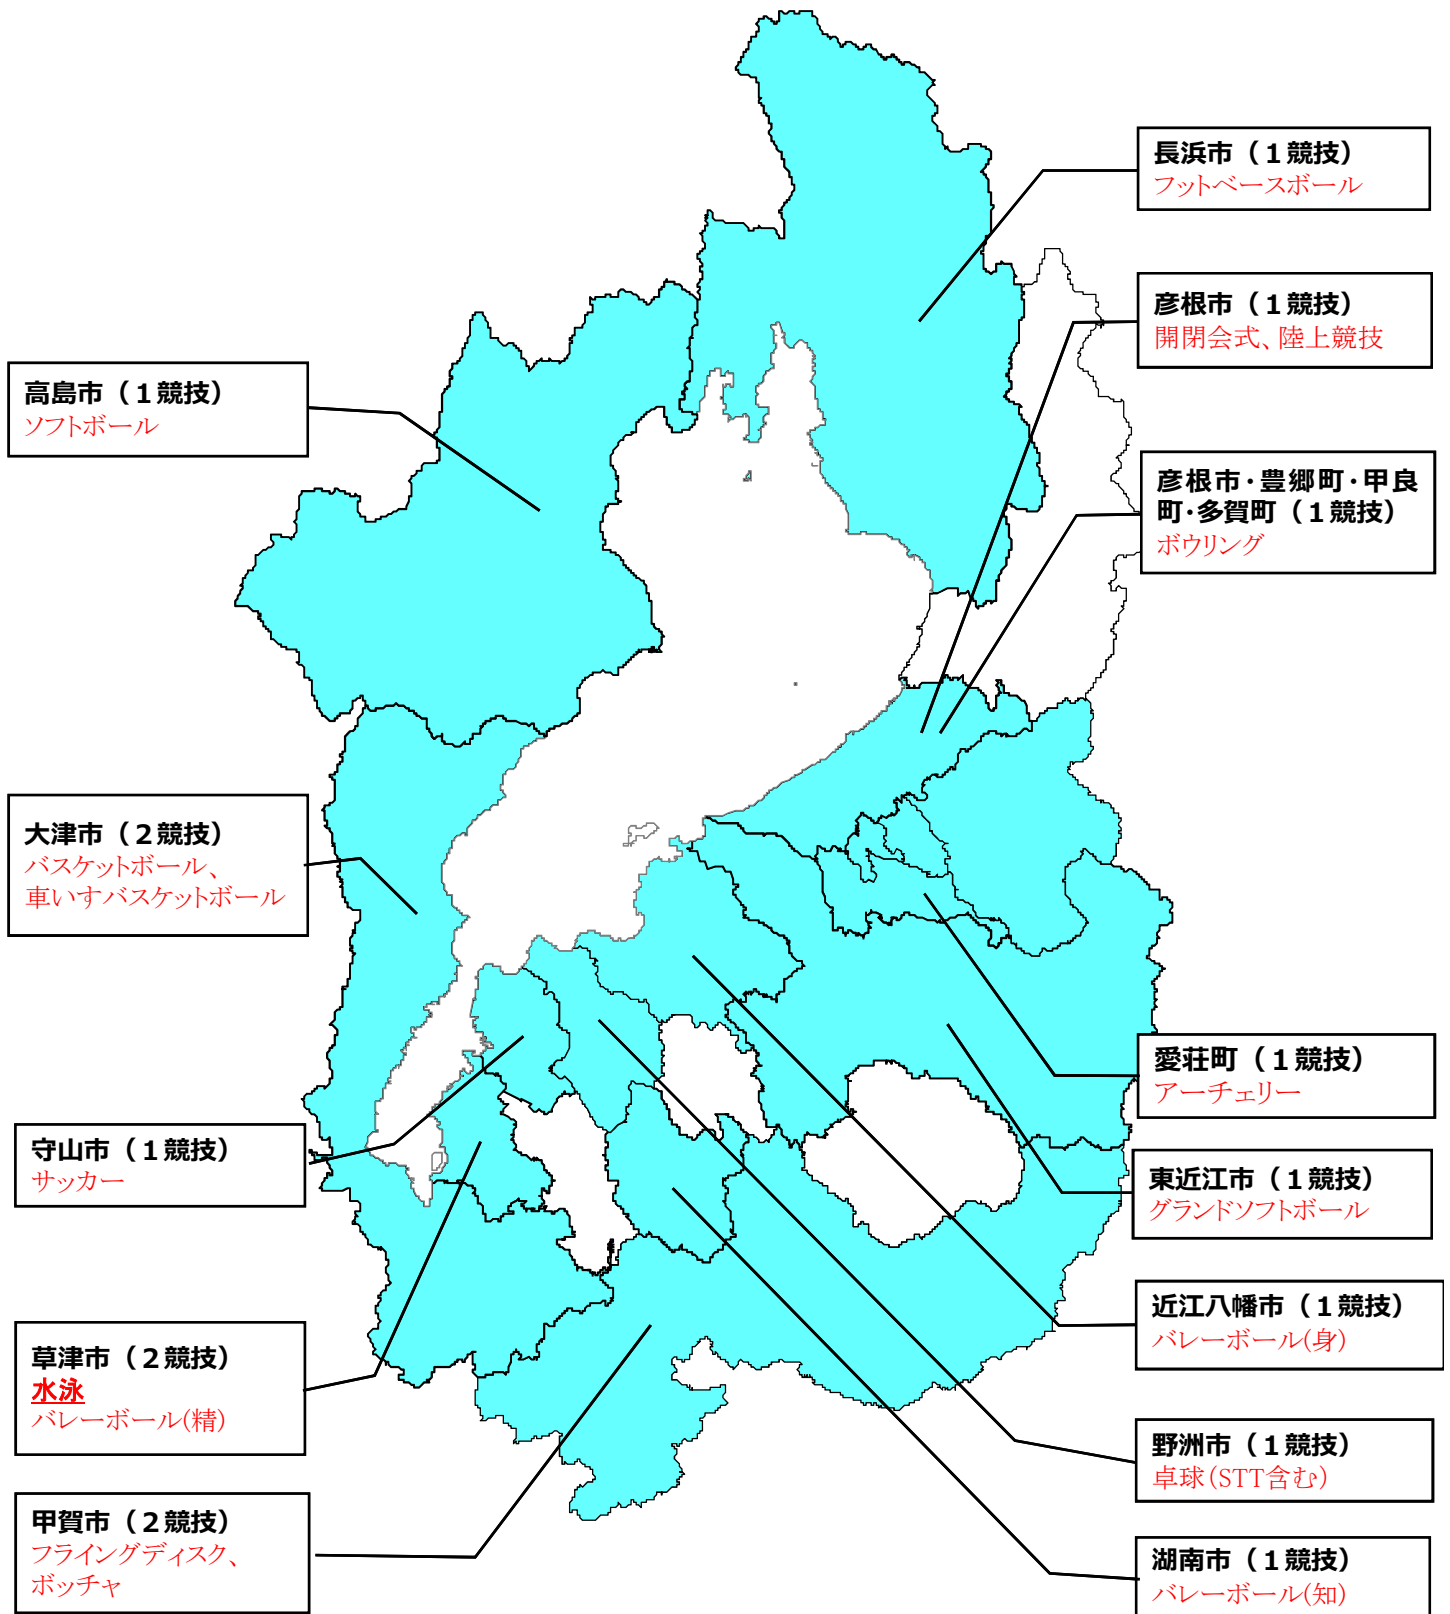 長浜市（１競技）
フットベースボール
彦根市（１競技）
開閉会式、陸上競技
高島市（１競技）
ソフトボール
彦根市・豊郷町・甲良
町・多賀町（１競技）
ボウリング
大津市（２競技）
バスケットボール、
車いすバスケットボール
愛荘町（１競技）
アーチェリー
守山市（１競技）
サッカー
東近江市（１競技）
グランドソフトボール
近江八幡市（１競技）
バレーボール(身)
草津市（２競技）
水泳
バレーボール(精)
野洲市（１競技）
卓球(STT含む)
甲賀市（２競技）
フライングディスク、
ボッチャ
湖南市（１競技）
バレーボール(知)